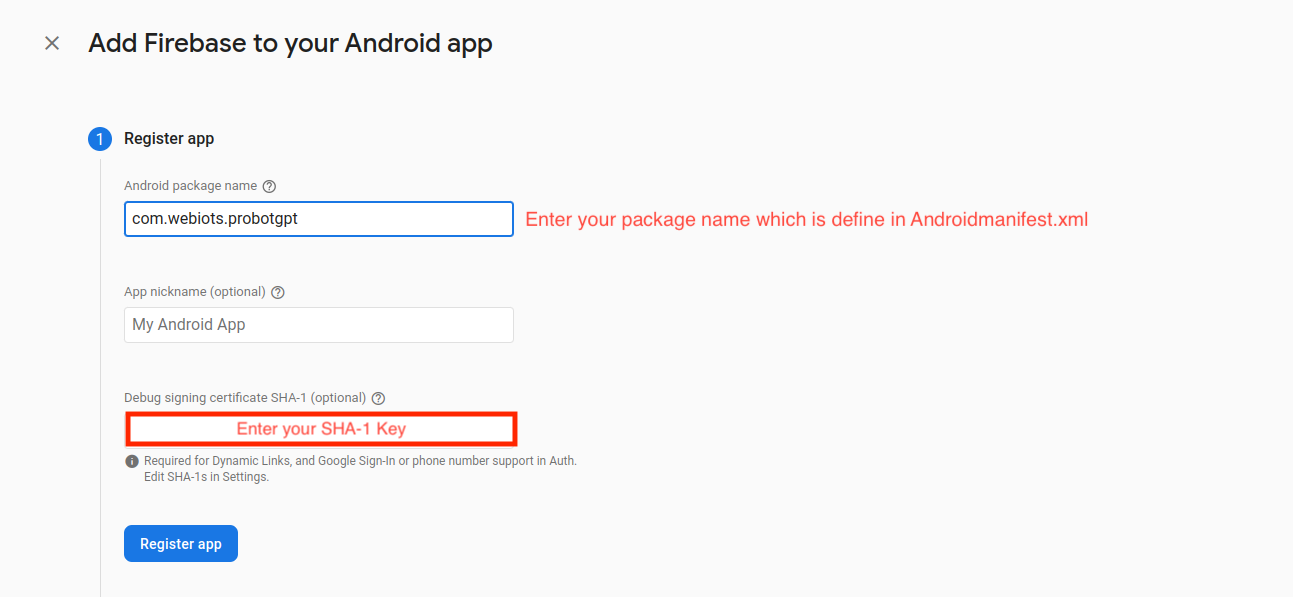 Add Firebase to your Android app
1 Register app
Android package name
com.webiots.probotgpt Enter your package name which is define in Androidmanifest.xml
App nickname (optional)
My Android App
Debug signing certificate SHA-1 (optional)
Enter your SHA-1 Key
Required for Dynamic Links, and Google Sign-In or phone number support in Auth.
Edit SHA-1s in Settings.
Register app